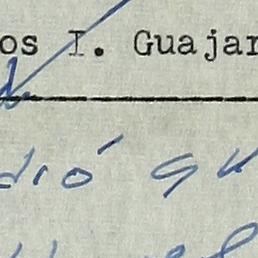 os I. Guajar
dió qu